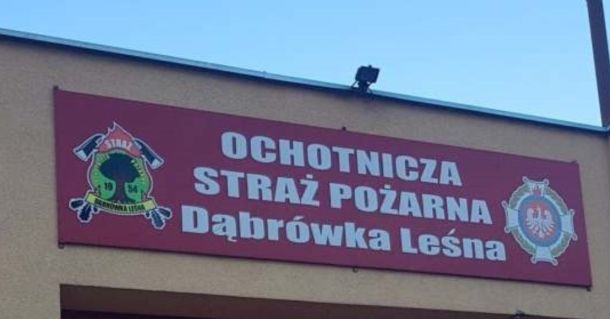 OCHOTNICZA
STRAŻ POŻARNA
Dąbrówka Leśna
STRAŻ
19 54
DĄBRÓWKA LEŚNA